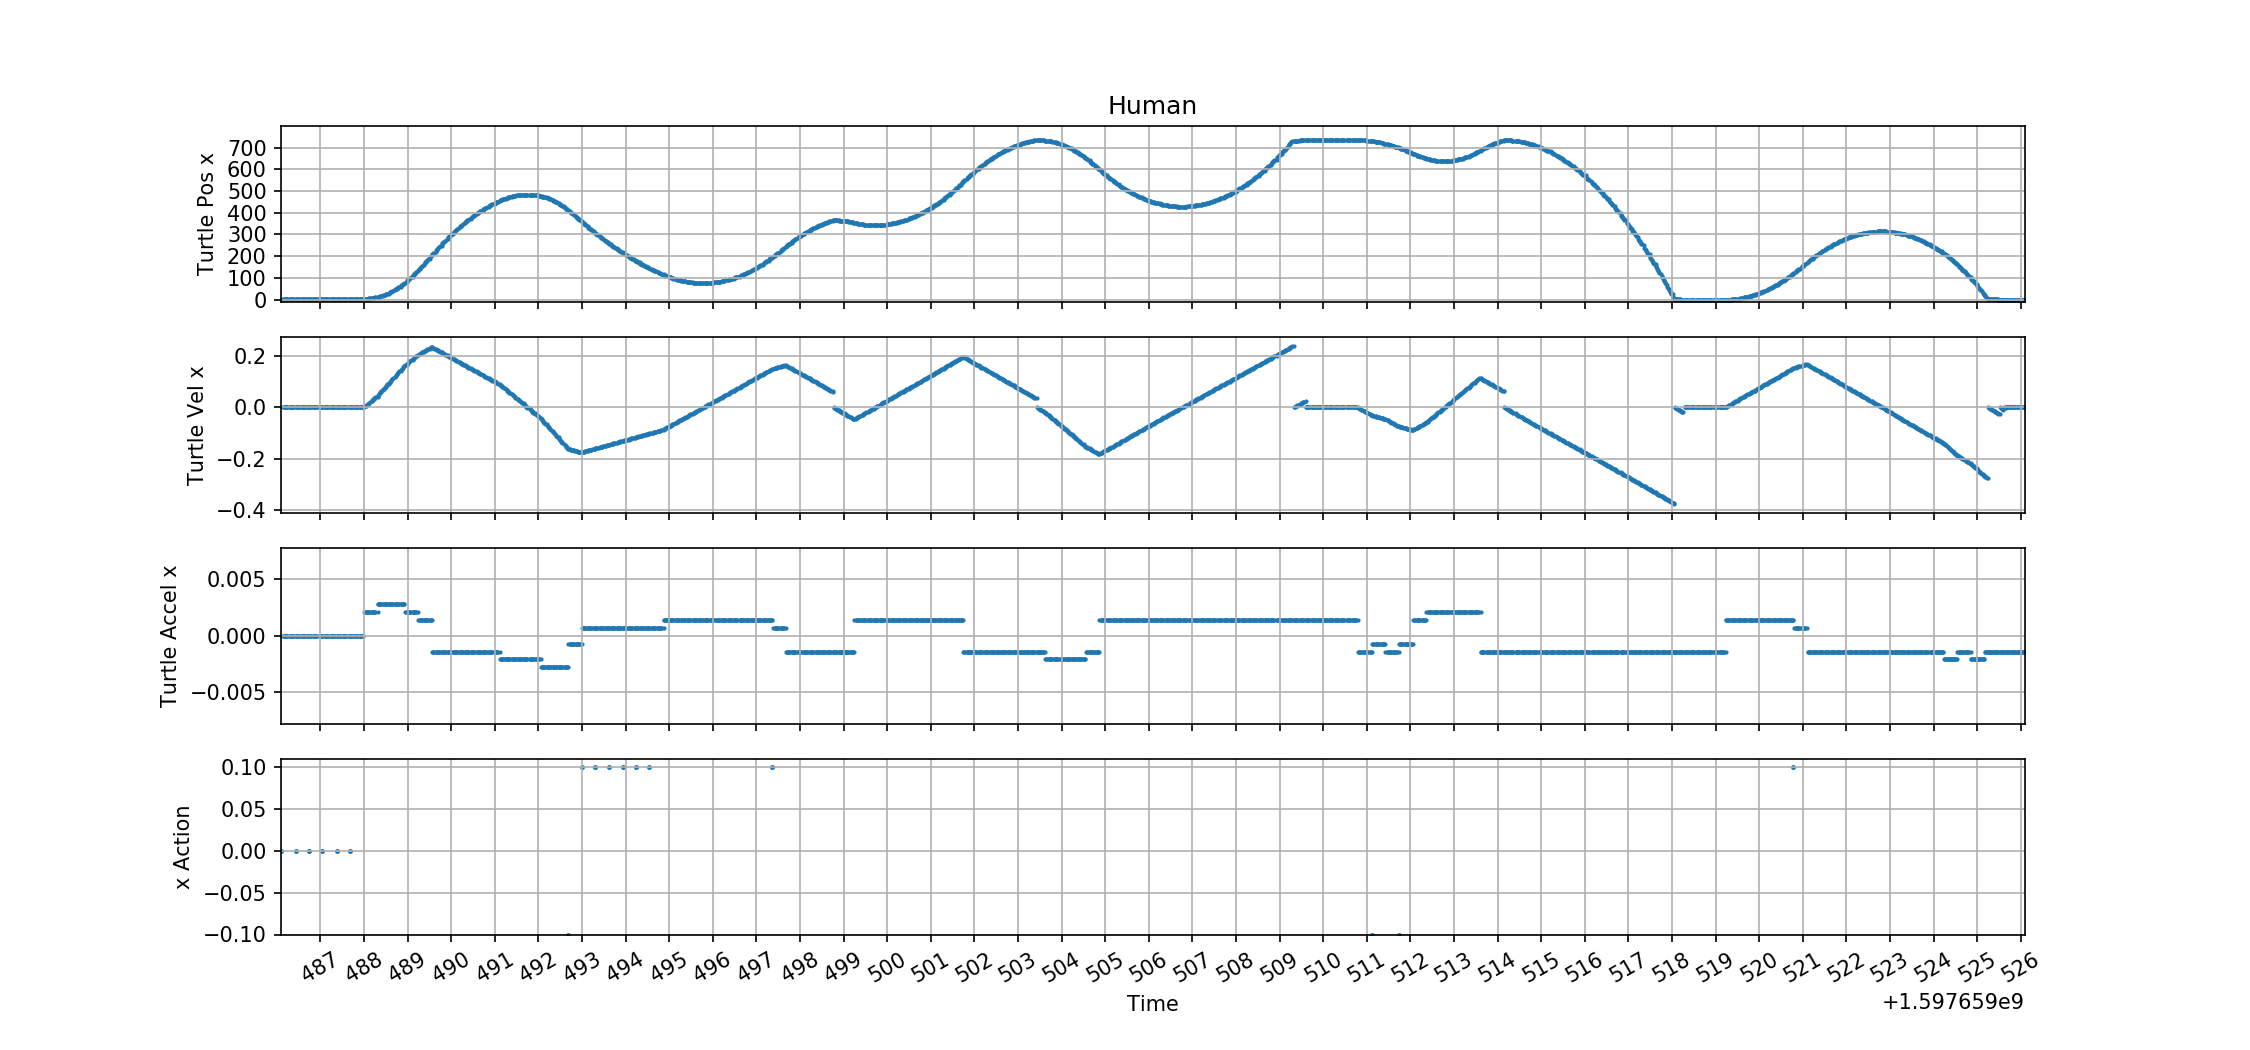 Human
Turtle Pos x
700
600
500
400
300
200
100
0
Turtle Vel x
0.2
0.0
−0.2
−0.4
Turtle Accel x
0.005
0.000
−0.005
x Action
0.10
0.05
0.00
−0.05
−0.10
487 488 489 490 491 492 493 494 495 496 497 498 499 500 501 502 503 504 505 506 507 508 509 510 511 512 513 514 515 516 517 518 519 520 521 522 523 524 525 526
Time
+1.597659e9